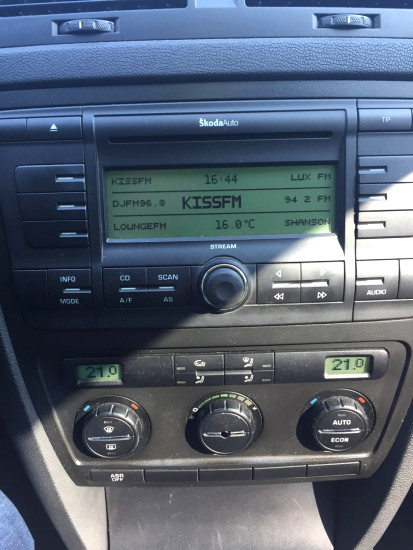 ŠkodaAuto
TP
KISSFM 16:44 LUX FM
DJFM96.8 KISSFM 94 2 FM
LOUNGEFM 16.0°C SHANSON
STREAM
INFO CD SCAN
MODE A/F AS AUDIO
21.0 21.0
AUTO
ECON
ASR
OFF